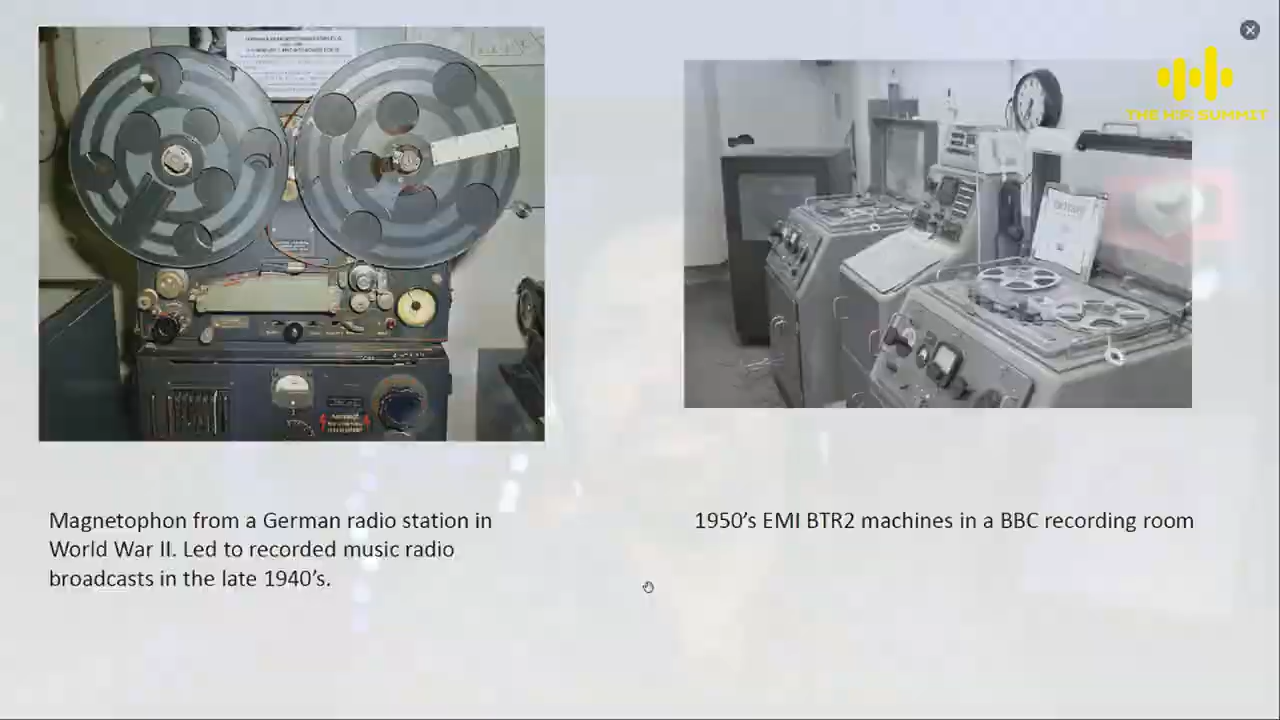 THE HIFI SUMMIT
Magnetophon from a German radio station in
World War II. Led to recorded music radio
broadcasts in the late 1940’s.
1950’s EMI BTR2 machines in a BBC recording room